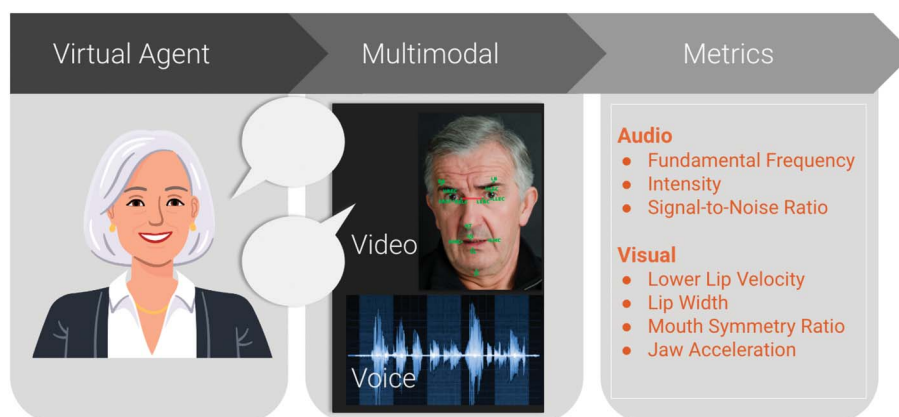 Virtual Agent
Multimodal
Metrics
Video
Voice
Audio
● Fundamental Frequency
● Intensity
● Signal-to-Noise Ratio
Visual
● Lower Lip Velocity
● Lip Width
● Mouth Symmetry Ratio
● Jaw Acceleration